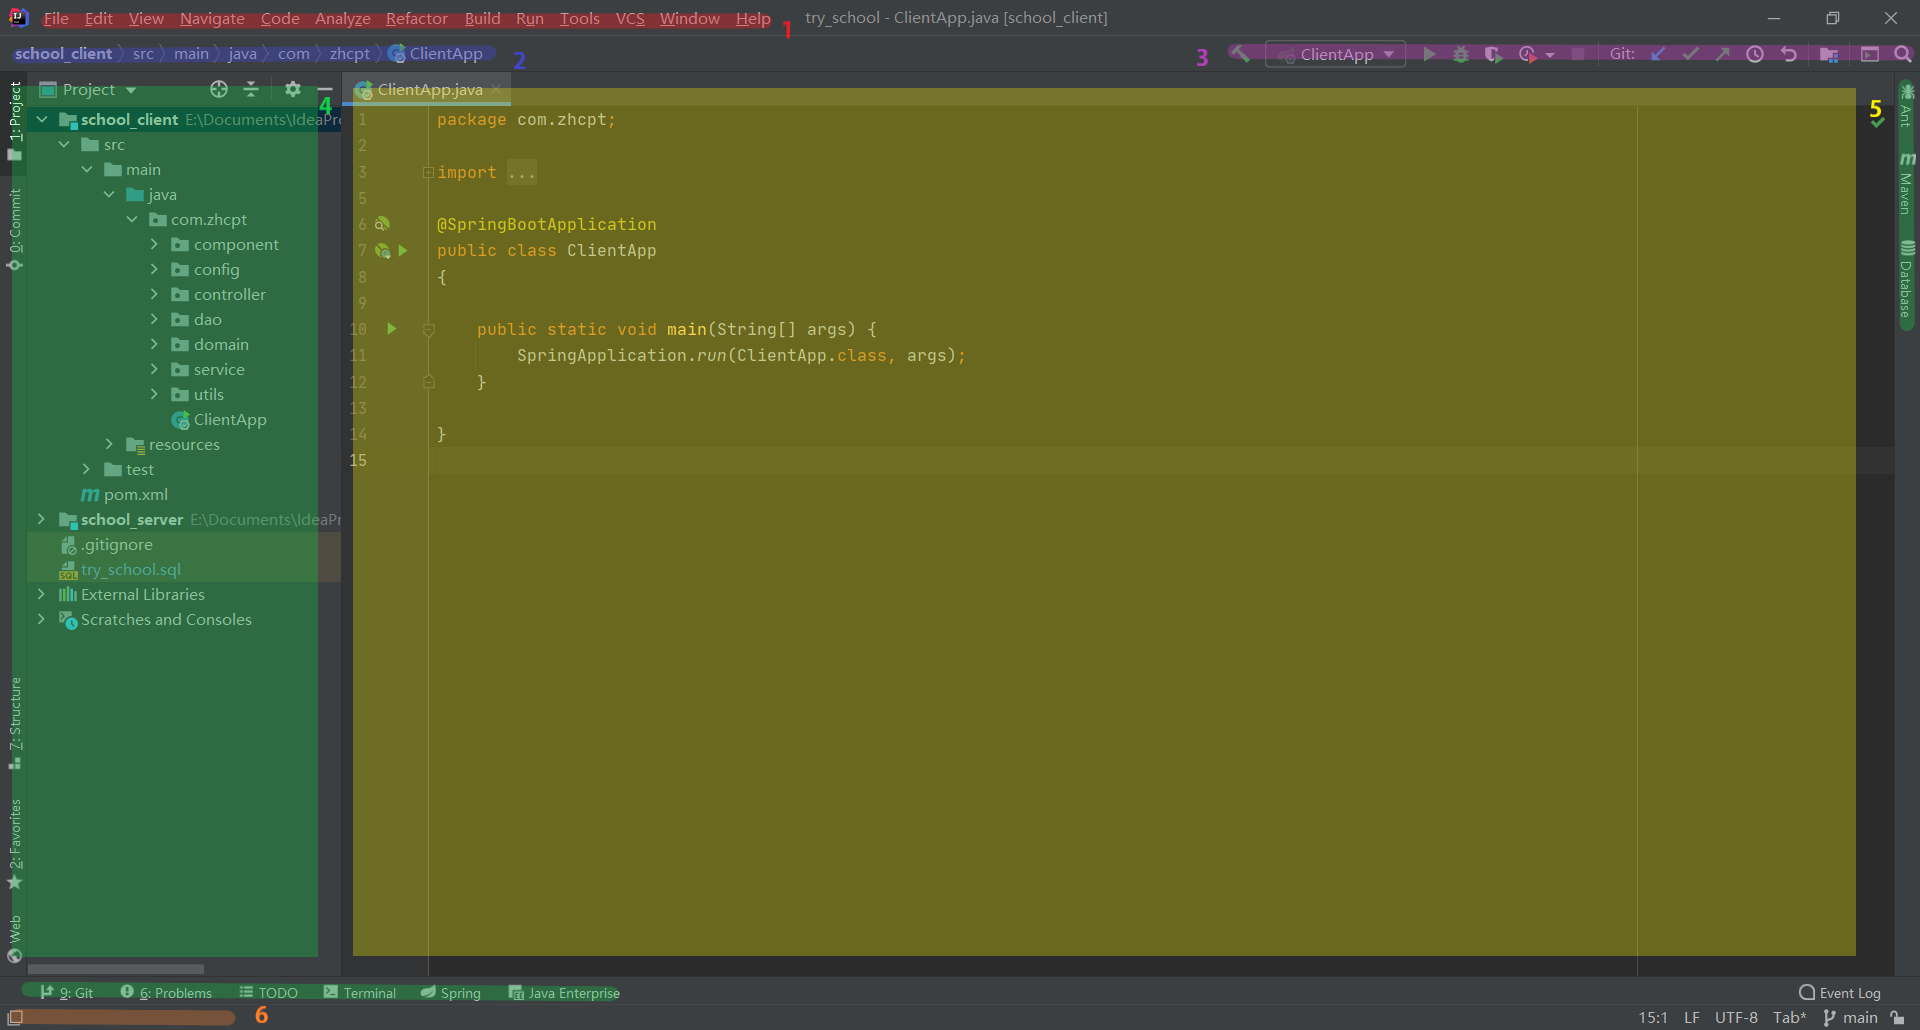 File Edit View Navigate Code Analyze Refactor Build Run Tools VCS Window Help 1 try_school - ClientApp.java [school_client]
school_client src main java com zhcpt ClientApp 2 3 ClientApp Git:
1: Project
0: Commit
7: Structure
2: Favorites
Web
Project 4
school_client E:\Documents\IdeaPro
src
main
java
com.zhcpt
component
config
controller
dao
domain
service
utils
ClientApp
resources
test
m pom.xml
school_server E:\Documents\IdeaPr
.gitignore
SQL try_school.sql
External Libraries
Scratches and Consoles
ClientApp.java
1 package com.zhcpt;
2
3 import ...
5
6 @SpringBootApplication
7 public class ClientApp
8 {
9
10 public static void main(String[] args) {
11 SpringApplication.run(ClientApp.class, args);
12 }
13
14 }
15
5
Ant
m Maven
Database
9: Git 6: Problems TODO Terminal Spring Java Enterprise Event Log
6 15:1 LF UTF-8 Tab* main